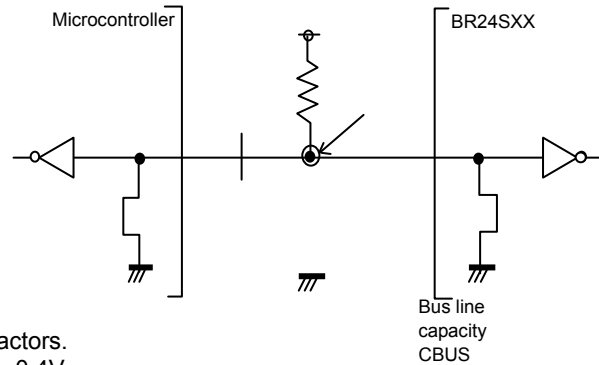 Microcontroller
BR24SXX
Bus line
capacity
CBUS
actors.